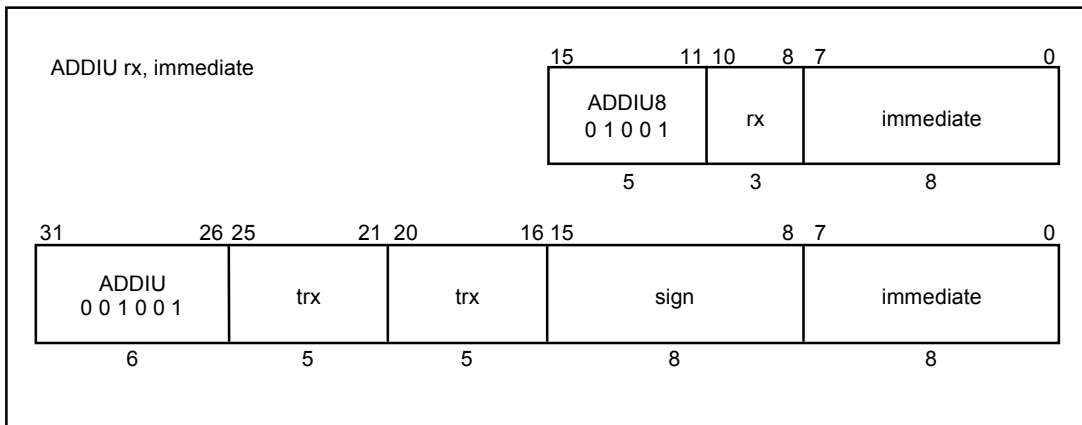 ADDIU rx, immediate
15 11 10 8 7 0
ADDIU8
0 1 0 0 1
rx
immediate
5 3 8
31 26 25 21 20 16 15 8 7 0
ADDIU
0 0 1 0 0 1
trx
trx
sign
immediate
6 5 5 8 8